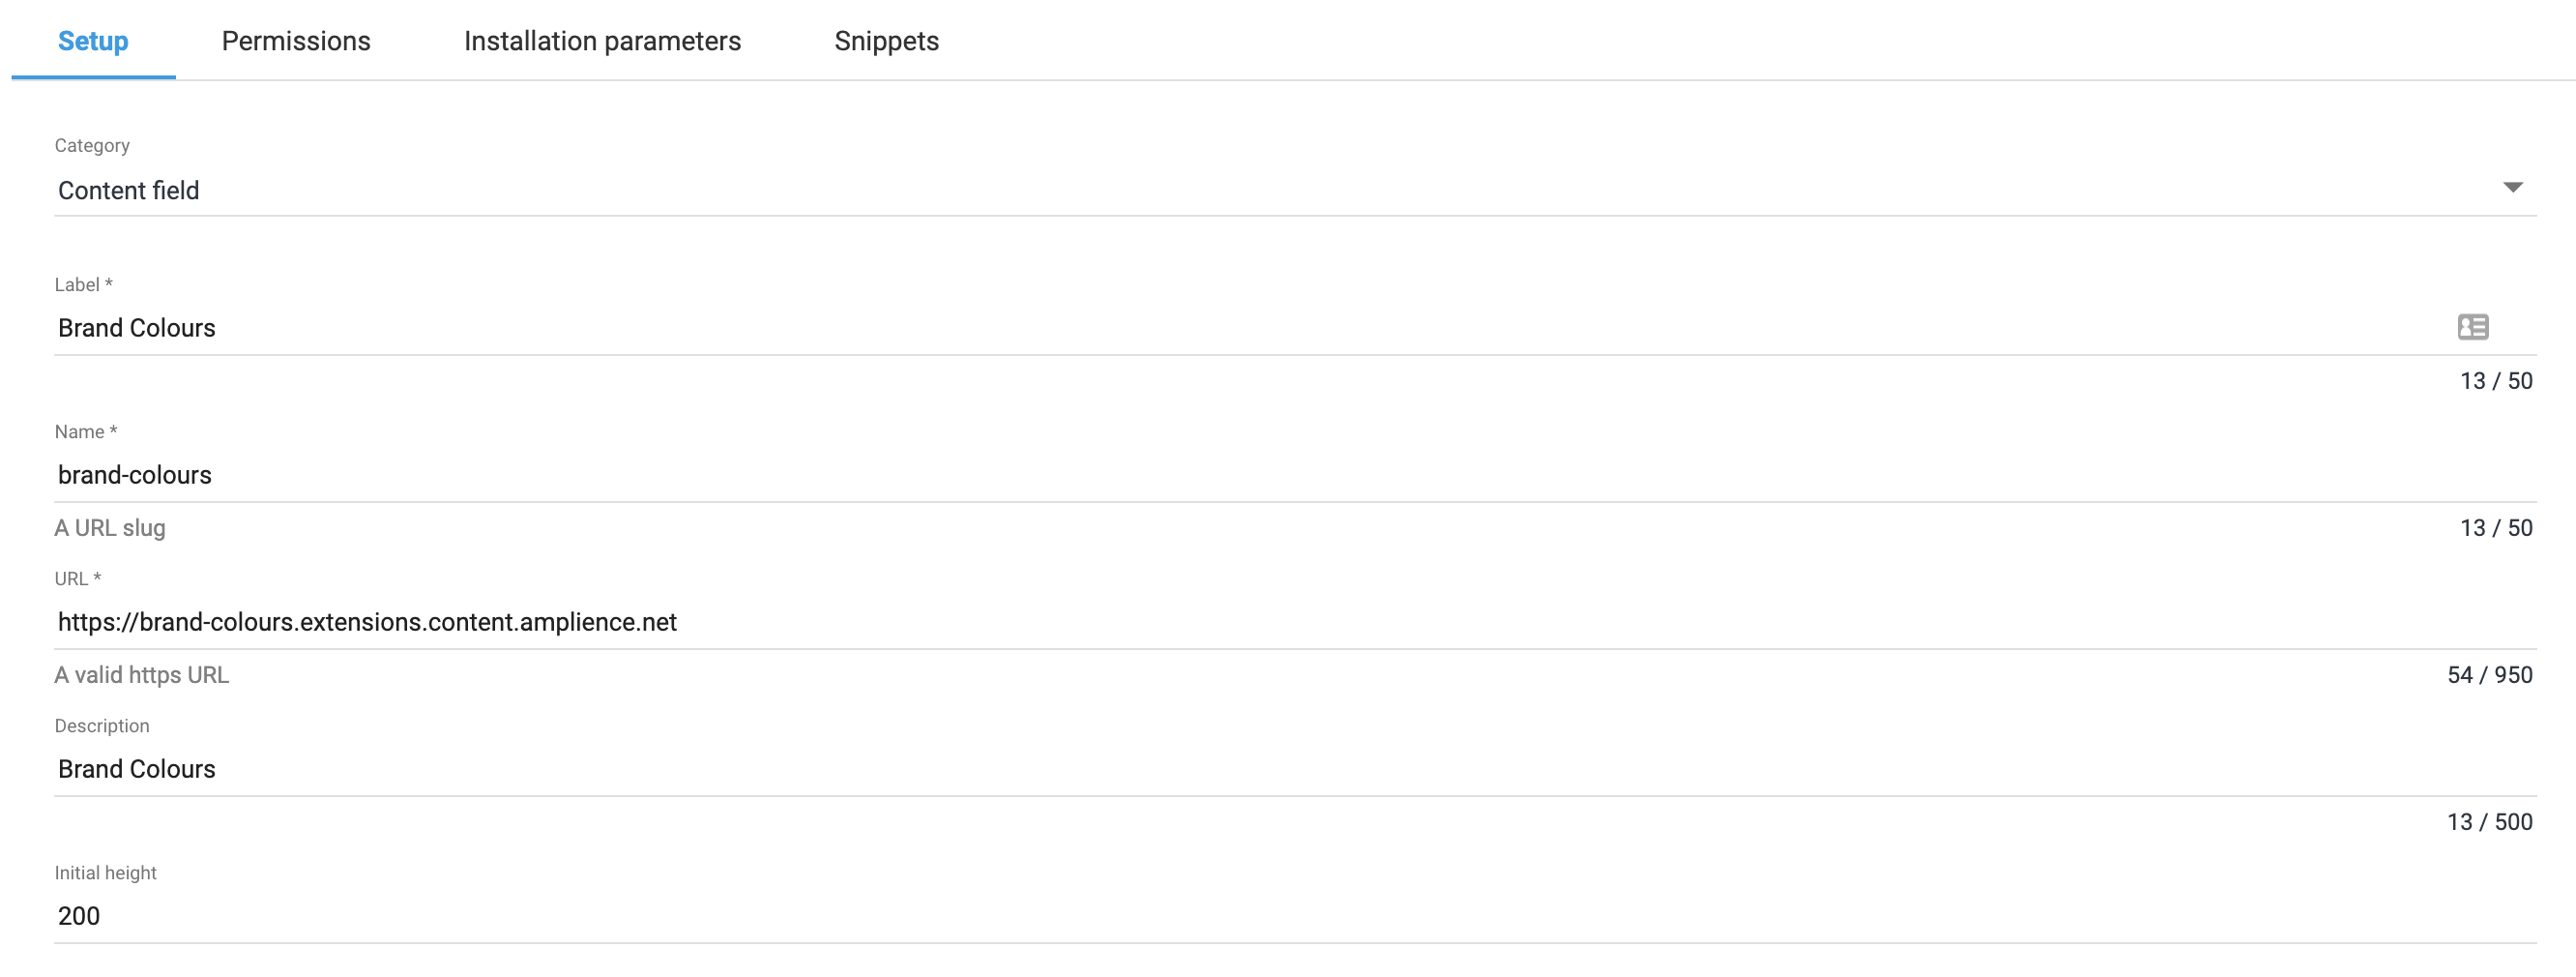 Setup Permissions Installation parameters Snippets
Category
Content field
Label *
Brand Colours
13 / 50
Name *
brand-colours
A URL slug 13 / 50
URL *
https://brand-colours.extensions.content.amplience.net
A valid https URL 54 / 950
Description
Brand Colours
13 / 500
Initial height
200